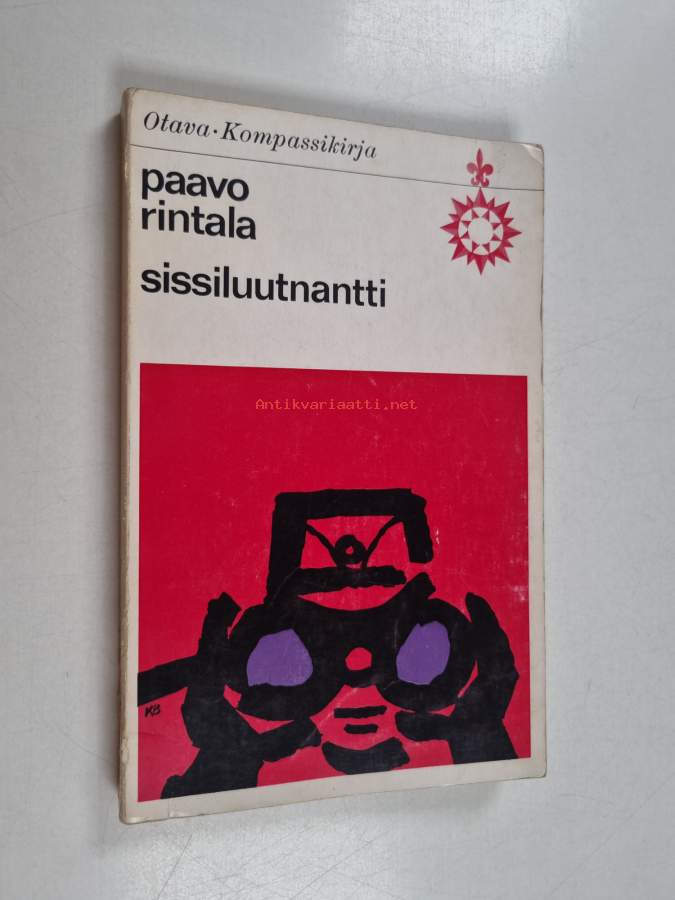 Otava • Kompassikirja
paavo
rintala
sissiluutnantti
Antikvariaatti.net
KB